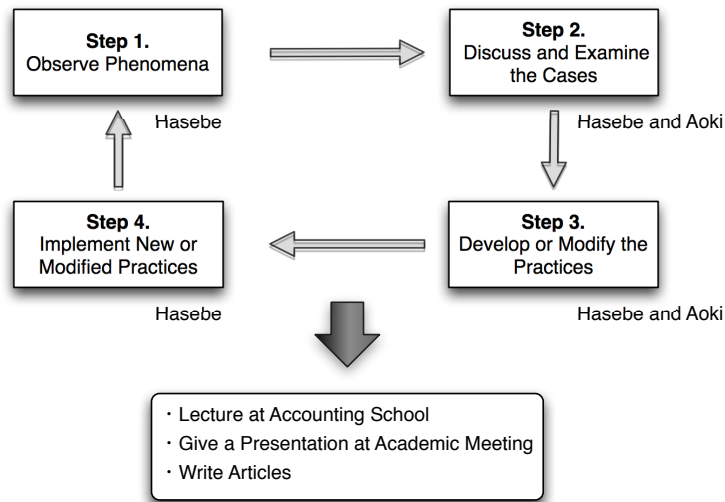 Step 1.
Observe Phenomena
Hasebe
Step 2.
Discuss and Examine
the Cases
Hasebe and Aoki
Step 4.
Implement New or
Modified Practices
Hasebe
Step 3.
Develop or Modify the
Practices
Hasebe and Aoki
・Lecture at Accounting School
・Give a Presentation at Academic Meeting
・Write Articles